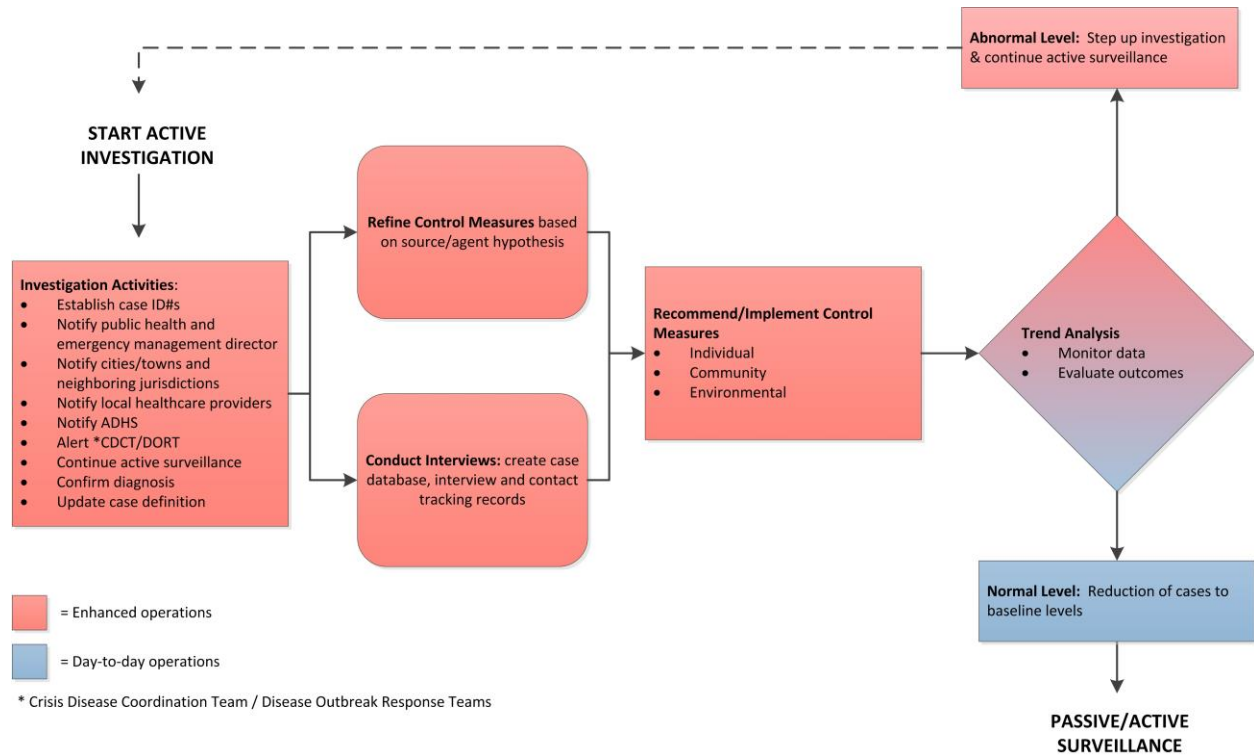 Abnormal Level: Step up investigation
& continue active surveillance
START ACTIVE
INVESTIGATION
Investigation Activities:
• Establish case ID#s
• Notify public health and
emergency management director
• Notify cities/towns and
neighboring jurisdictions
• Notify local healthcare providers
• Notify ADHS
• Alert *CDCT/DORT
• Continue active surveillance
• Confirm diagnosis
• Update case definition
Refine Control Measures based
on source/agent hypothesis
Conduct Interviews: create case
database, interview and contact
tracking records
Recommend/Implement Control
Measures
• Individual
• Community
• Environmental
Trend Analysis
• Monitor data
• Evaluate outcomes
Normal Level: Reduction of cases to
baseline levels
PASSIVE/ACTIVE
SURVEILLANCE
= Enhanced operations
= Day-to-day operations
* Crisis Disease Coordination Team / Disease Outbreak Response Teams